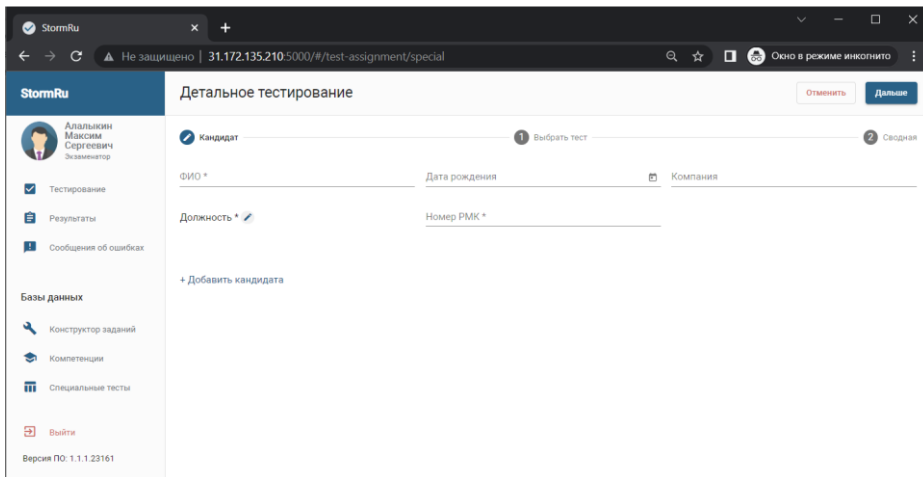 StormRu
Не защищено | 31.172.135.210:5000/#/test-assignment/special
Окно в режиме инкогнито
StormRu
Детальное тестирование
Отменить
Дальше
Алалыкин
Максим
Сергеевич
Экзаменатор
Кандидат
1 Выбрать тест
2 Сводная
ФИО *
Дата рождения
Компания
Должность *
Номер РМК *
+ Добавить кандидата
Тестирование
Результаты
Сообщения об ошибках
Базы данных
Конструктор заданий
Компетенции
Специальные тесты
Выйти
Версия ПО: 1.1.1.23161